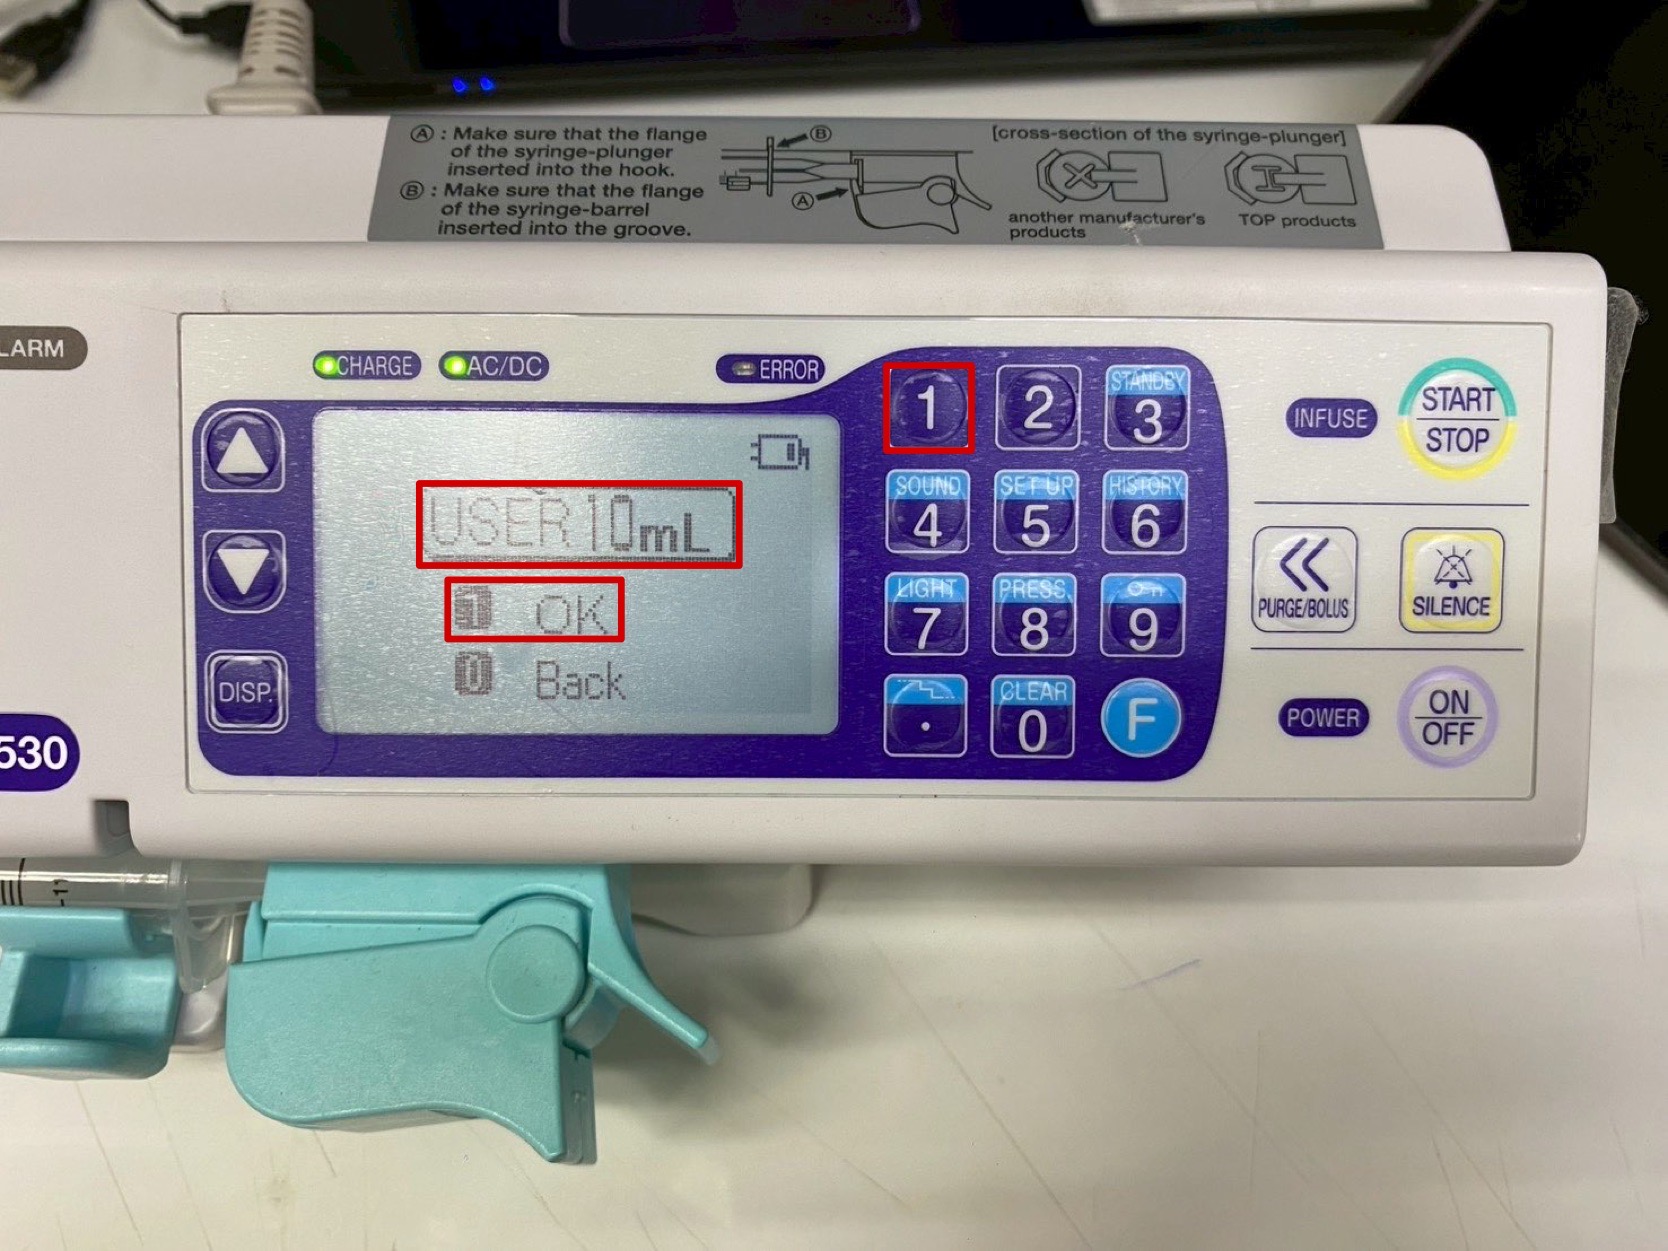 Ⓐ : Make sure that the flange
of the syringe-plunger
inserted into the hook.
Ⓑ : Make sure that the flange
of the syringe-barrel
inserted into the groove.
Ⓑ
Ⓐ
[cross-section of the syringe-plunger]
another manufacturer's
products
TOP products
LARM
CHARGE
AC/DC
ERROR
USER10mL
1 OK
0 Back
DISP.
1
2
STANDBY
3
SOUND
4
SET UP
5
HISTORY
6
LIGHT
7
PRESS.
8
9
.
CLEAR
0
F
INFUSE
START
STOP
PURGE/BOLUS
SILENCE
POWER
ON
OFF
530
-11